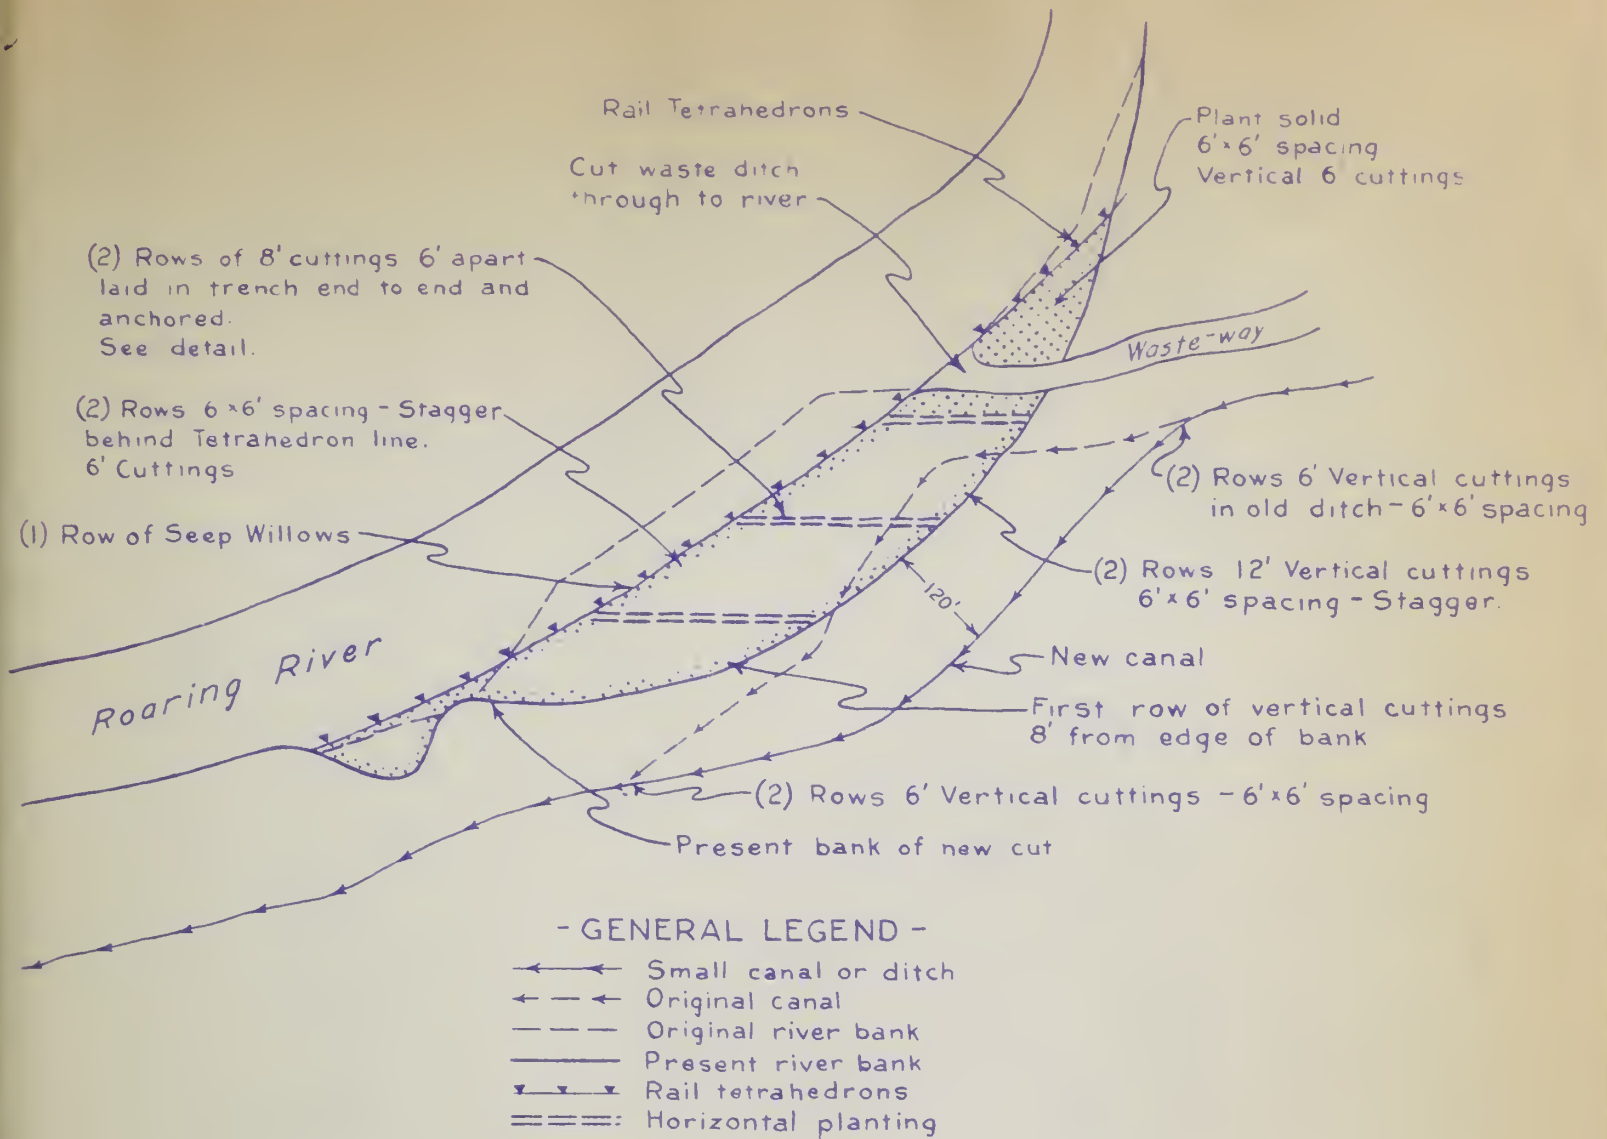 Rail Tetrahedrons
Plant solid
6' x 6' spacing
Vertical 6 cuttings
Cut waste ditch
through to river
(2) Rows of 8' cuttings 6' apart
laid in trench end to end and
anchored.
See detail.
Waste-way
(2) Rows 6 x 6' spacing - Stagger
behind Tetrahedron line.
6' Cuttings
(2) Rows 6' Vertical cuttings
in old ditch - 6' x 6' spacing
(1) Row of Seep Willows
(2) Rows 12' Vertical cuttings
6' x 6' spacing - Stagger.
120'
New canal
Roaring River
First row of vertical cuttings
8' from edge of bank
(2) Rows 6' Vertical cuttings - 6' x 6' spacing
Present bank of new cut
- GENERAL LEGEND -
Small canal or ditch
Original canal
Original river bank
Present river bank
Rail tetrahedrons
Horizontal planting